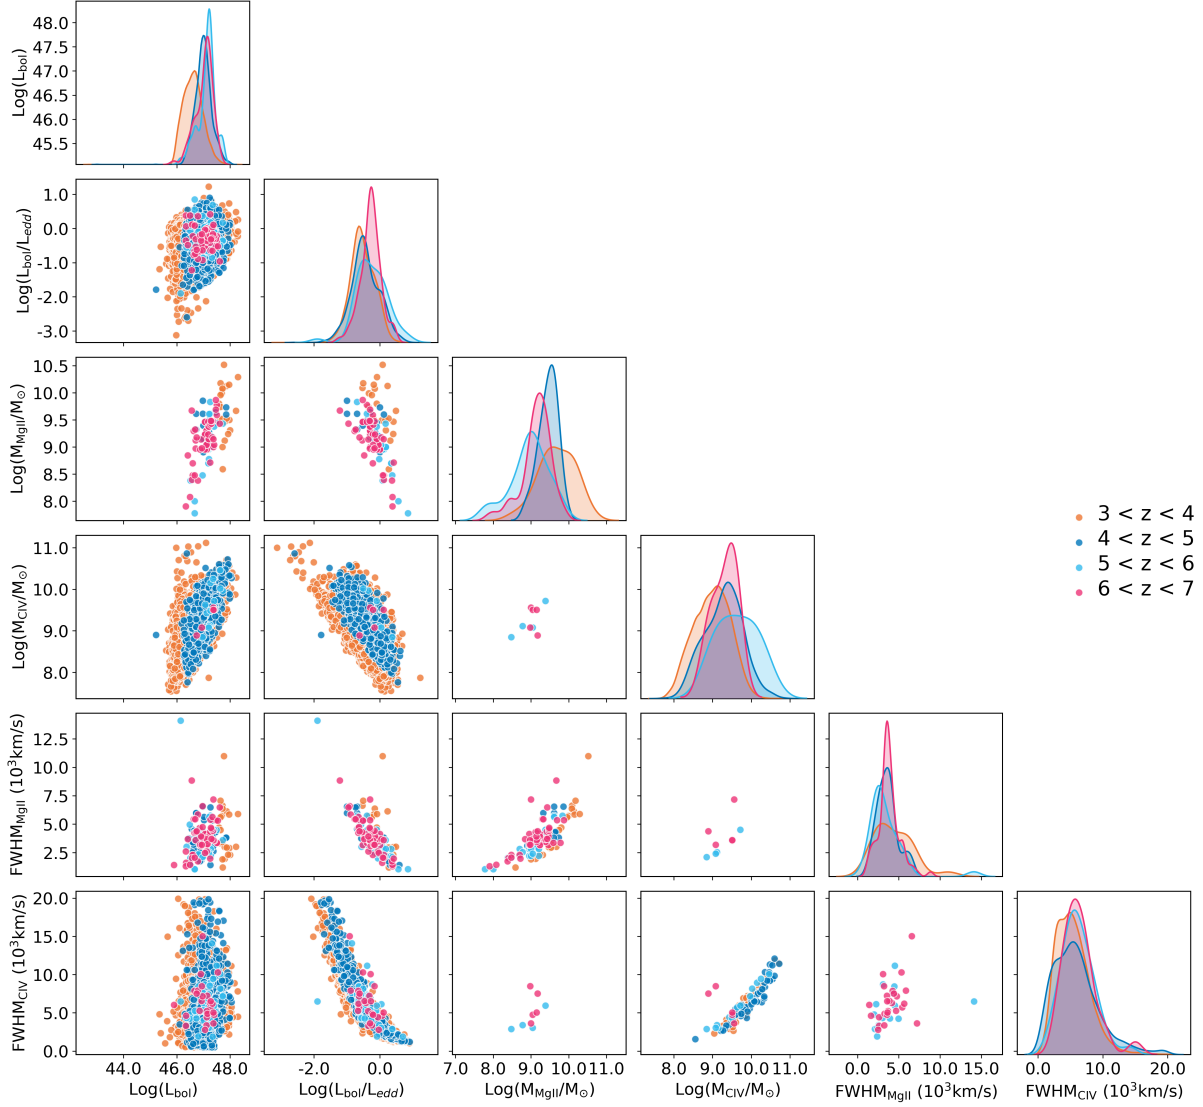 48.0
47.5
47.0
46.5
46.0
45.5
Log(L_bol)
1.0
0.0
-1.0
-2.0
-3.0
Log(L_bol/L_edd)
10.5
10.0
9.5
9.0
8.5
8.0
Log(M_MgII/M☉)
11.0
10.0
9.0
8.0
Log(M_CIV/M☉)
3 < z < 4
4 < z < 5
5 < z < 6
6 < z < 7
12.5
10.0
7.5
5.0
2.5
FWHM_MgII (10³km/s)
20.0
15.0
10.0
5.0
0.0
FWHM_CIV (10³km/s)
44.0 46.0 48.0 -2.0 0.0 7.0 8.0 9.0 10.0 11.0 8.0 9.0 10.0 11.0 0.0 5.0 10.0 15.0 0.0 10.0 20.0
Log(L_bol) Log(L_bol/L_edd) Log(M_MgII/M☉) Log(M_CIV/M☉) FWHM_MgII (10³km/s) FWHM_CIV (10³km/s)